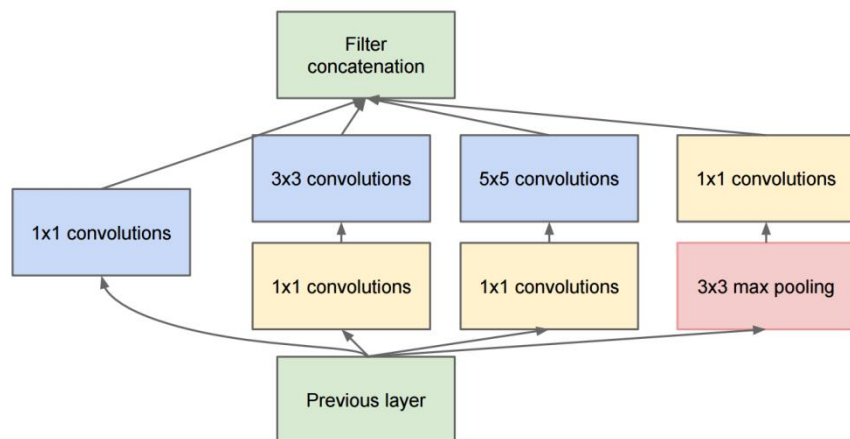 Filter
concatenation
3x3 convolutions
5x5 convolutions
1x1 convolutions
1x1 convolutions
1x1 convolutions
1x1 convolutions
3x3 max pooling
Previous layer